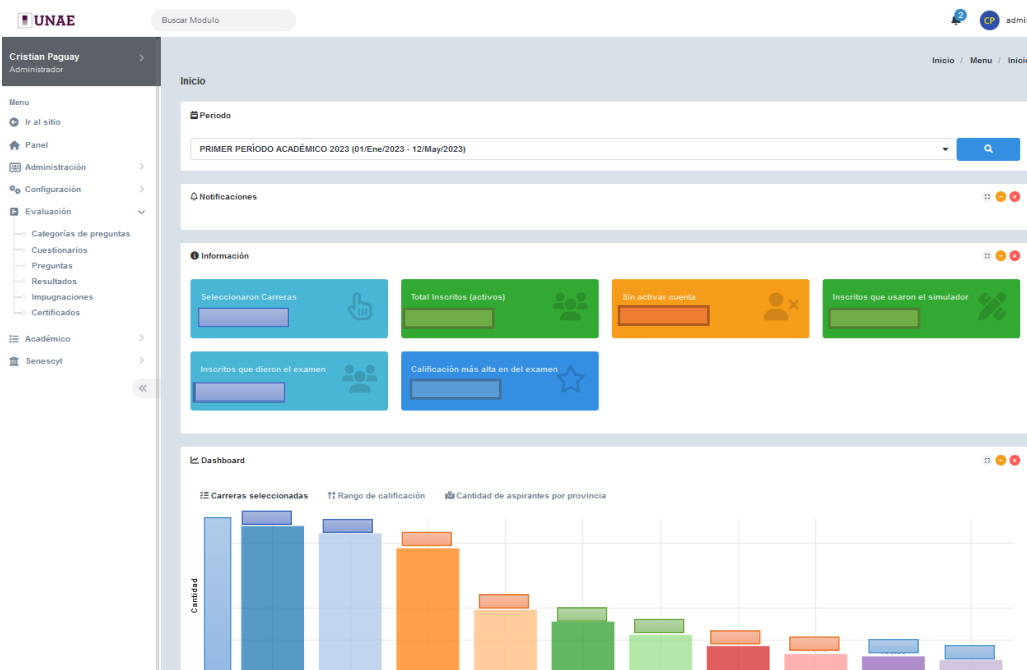 UNAE
Buscar Modulo
2
CP
admi
Cristian Paguay
Administrador
Inicio / Menu / Inicio
Inicio
Menu
Ir al sitio
Panel
Administración
Configuración
Evaluación
Categorías de preguntas
Cuestionarios
Preguntas
Resultados
Impugnaciones
Certificados
Académico
Senescyt
Periodo
PRIMER PERÍODO ACADÉMICO 2023 (01/Ene/2023 - 12/May/2023)
Notificaciones
Información
Seleccionaron Carreras
Total Inscritos (activos)
Sin activar cuenta
Inscritos que usaron el simulador
Inscritos que dieron el examen
Calificación más alta en del examen
Dashboard
Carreras seleccionadas
Rango de calificación
Cantidad de aspirantes por provincia
Cantidad